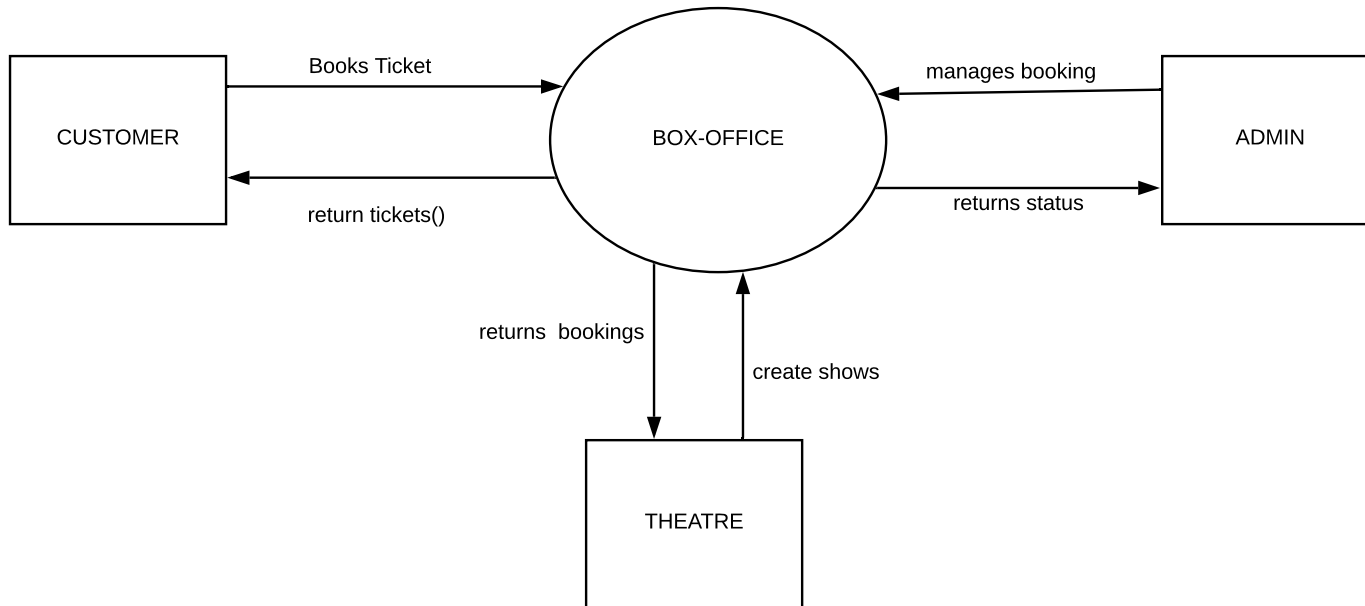 Books Ticket
manages booking
CUSTOMER
BOX-OFFICE
ADMIN
return tickets()
returns status
returns  bookings
create shows
THEATRE